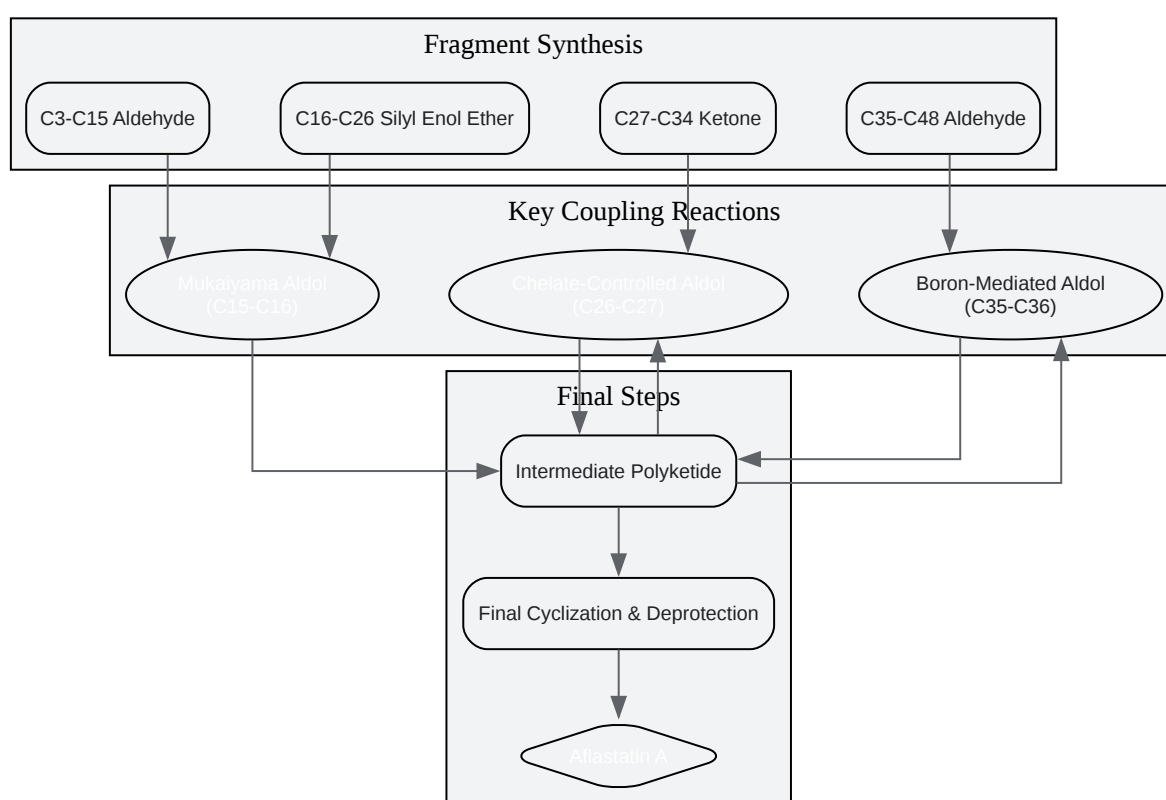 Fragment Synthesis
C3-C15 Aldehyde
C16-C26 Silyl Enol Ether
C27-C34 Ketone
C35-C48 Aldehyde
Key Coupling Reactions
Mukaiyama Aldol
(C15-C16)
Chelate-Controlled Aldol
(C26-C27)
Boron-Mediated Aldol
(C35-C36)
Final Steps
Intermediate Polyketide
Final Cyclization & Deprotection
Aflastatin A